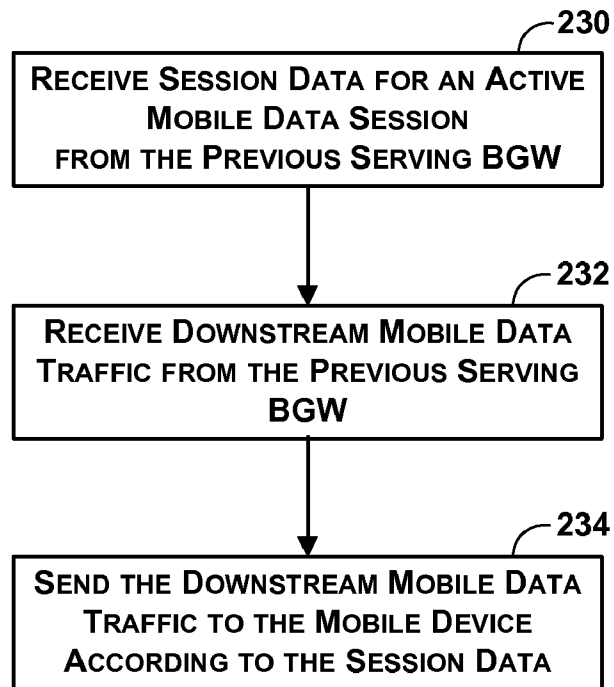 230
RECEIVE SESSION DATA FOR AN ACTIVE
MOBILE DATA SESSION
FROM THE PREVIOUS SERVING BGW
232
RECEIVE DOWNSTREAM MOBILE DATA
TRAFFIC FROM THE PREVIOUS SERVING
BGW
234
SEND THE DOWNSTREAM MOBILE DATA
TRAFFIC TO THE MOBILE DEVICE
ACCORDING TO THE SESSION DATA